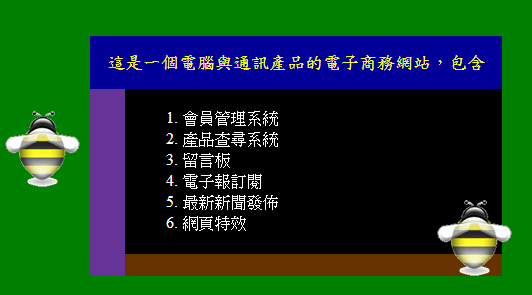 這是一個電腦與通訊產品的電子商務網站，包含
1. 會員管理系統
2. 產品查尋系統
3. 留言板
4. 電子報訂閱
5. 最新新聞發佈
6. 網頁特效